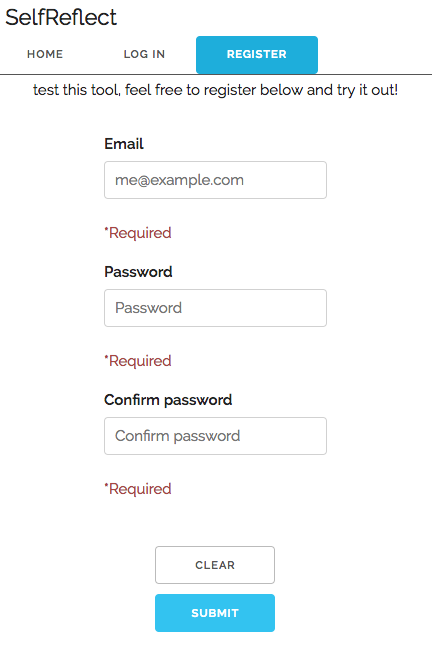 SelfReflect
HOME LOG IN REGISTER
test this tool, feel free to register below and try it out!
Email
me@example.com
*Required
Password
Password
*Required
Confirm password
Confirm password
*Required
CLEAR
SUBMIT